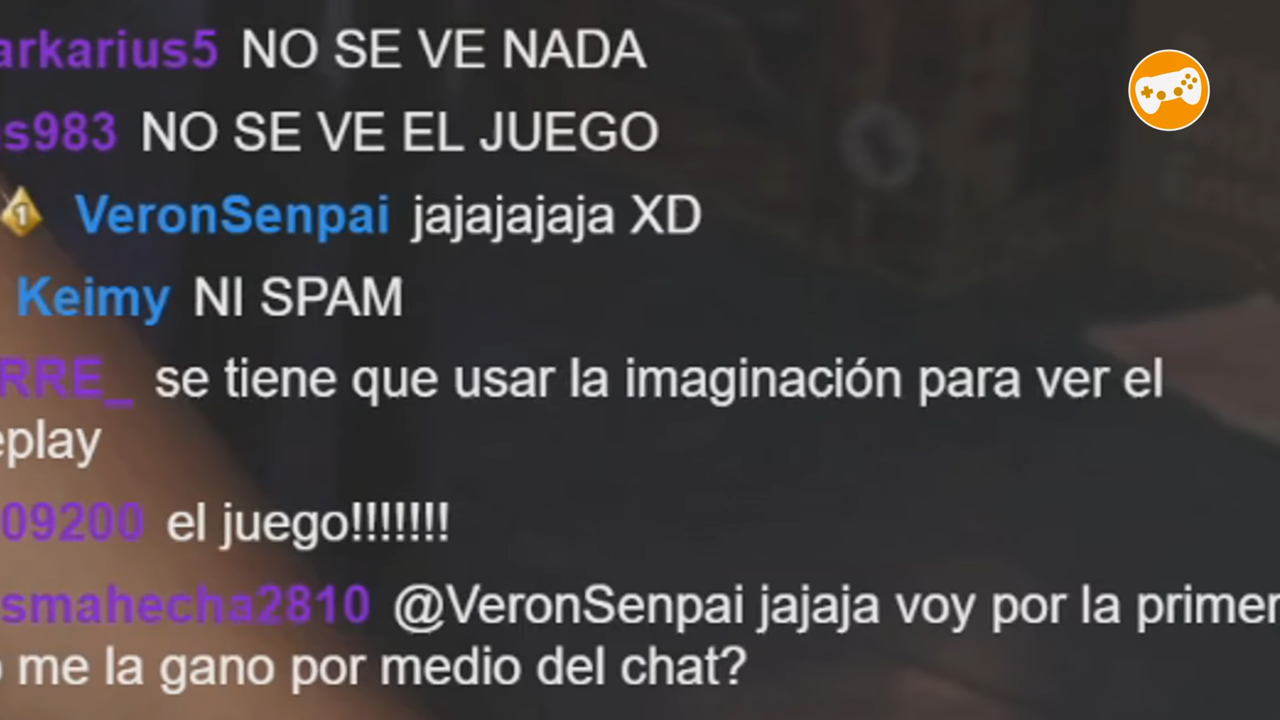 arkarius5 NO SE VE NADA
s983 NO SE VE EL JUEGO
1 VeronSenpai jajajajaja XD
Keimy NI SPAM
RRE_ se tiene que usar la imaginación para ver el
eplay
09200 el juego!!!!!!!
smahecha2810 @VeronSenpai jajaja voy por la primer
o me la gano por medio del chat?